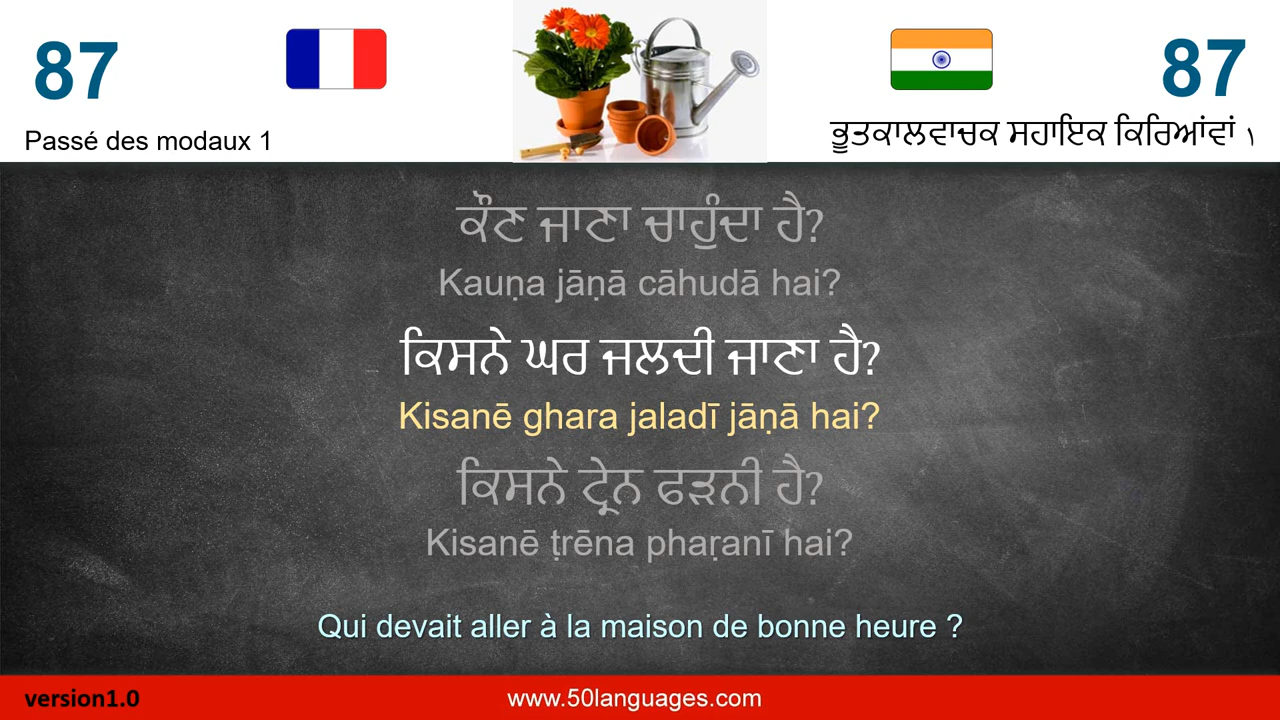 87
87
Passé des modaux 1
ਭੂਤਕਾਲਵਾਚਕ ਸਹਾਇਕ ਕਿਰਿਆਂਵਾਂ ੧
ਕੌਣ ਜਾਣਾ ਚਾਹੁੰਦਾ ਹੈ?
Kauṇa jāṇā cāhudā hai?
ਕਿਸਨੇ ਘਰ ਜਲਦੀ ਜਾਣਾ ਹੈ?
Kisanē ghara jaladī jāṇā hai?
ਕਿਸਨੇ ਟ੍ਰੇਨ ਫੜਨੀ ਹੈ?
Kisanē ṭrēna phaṛanī hai?
Qui devait aller à la maison de bonne heure ?
version1.0
www.50languages.com